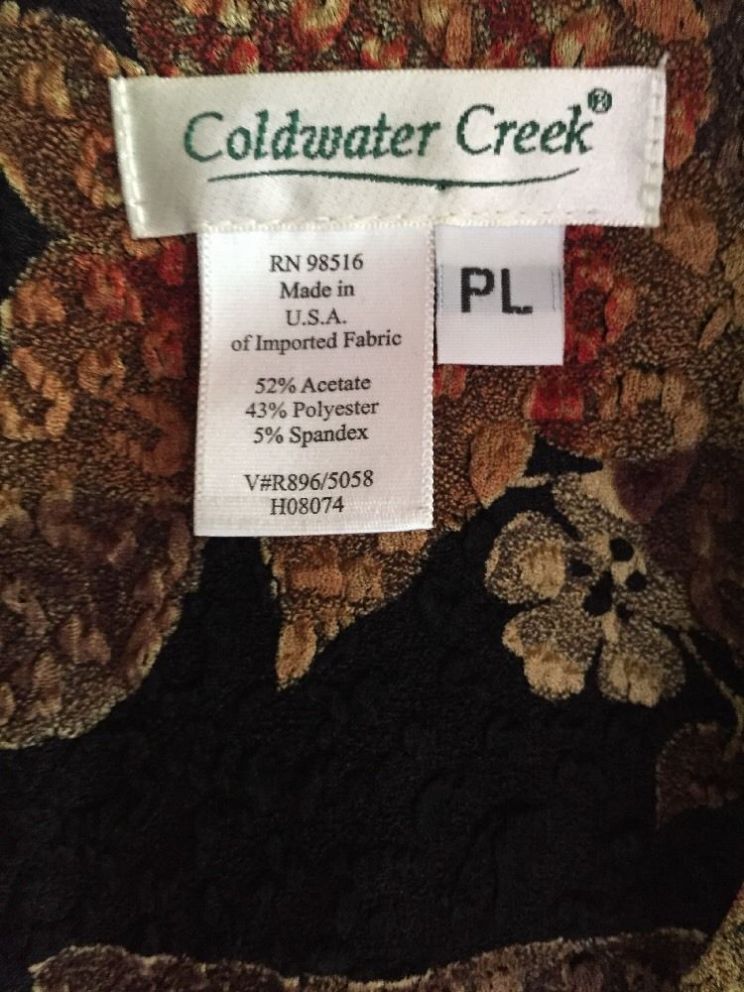 Coldwater Creek®
RN 98516
Made in
U.S.A.
of Imported Fabric
52% Acetate
43% Polyester
5% Spandex
V#R896/5058
H08074
PL